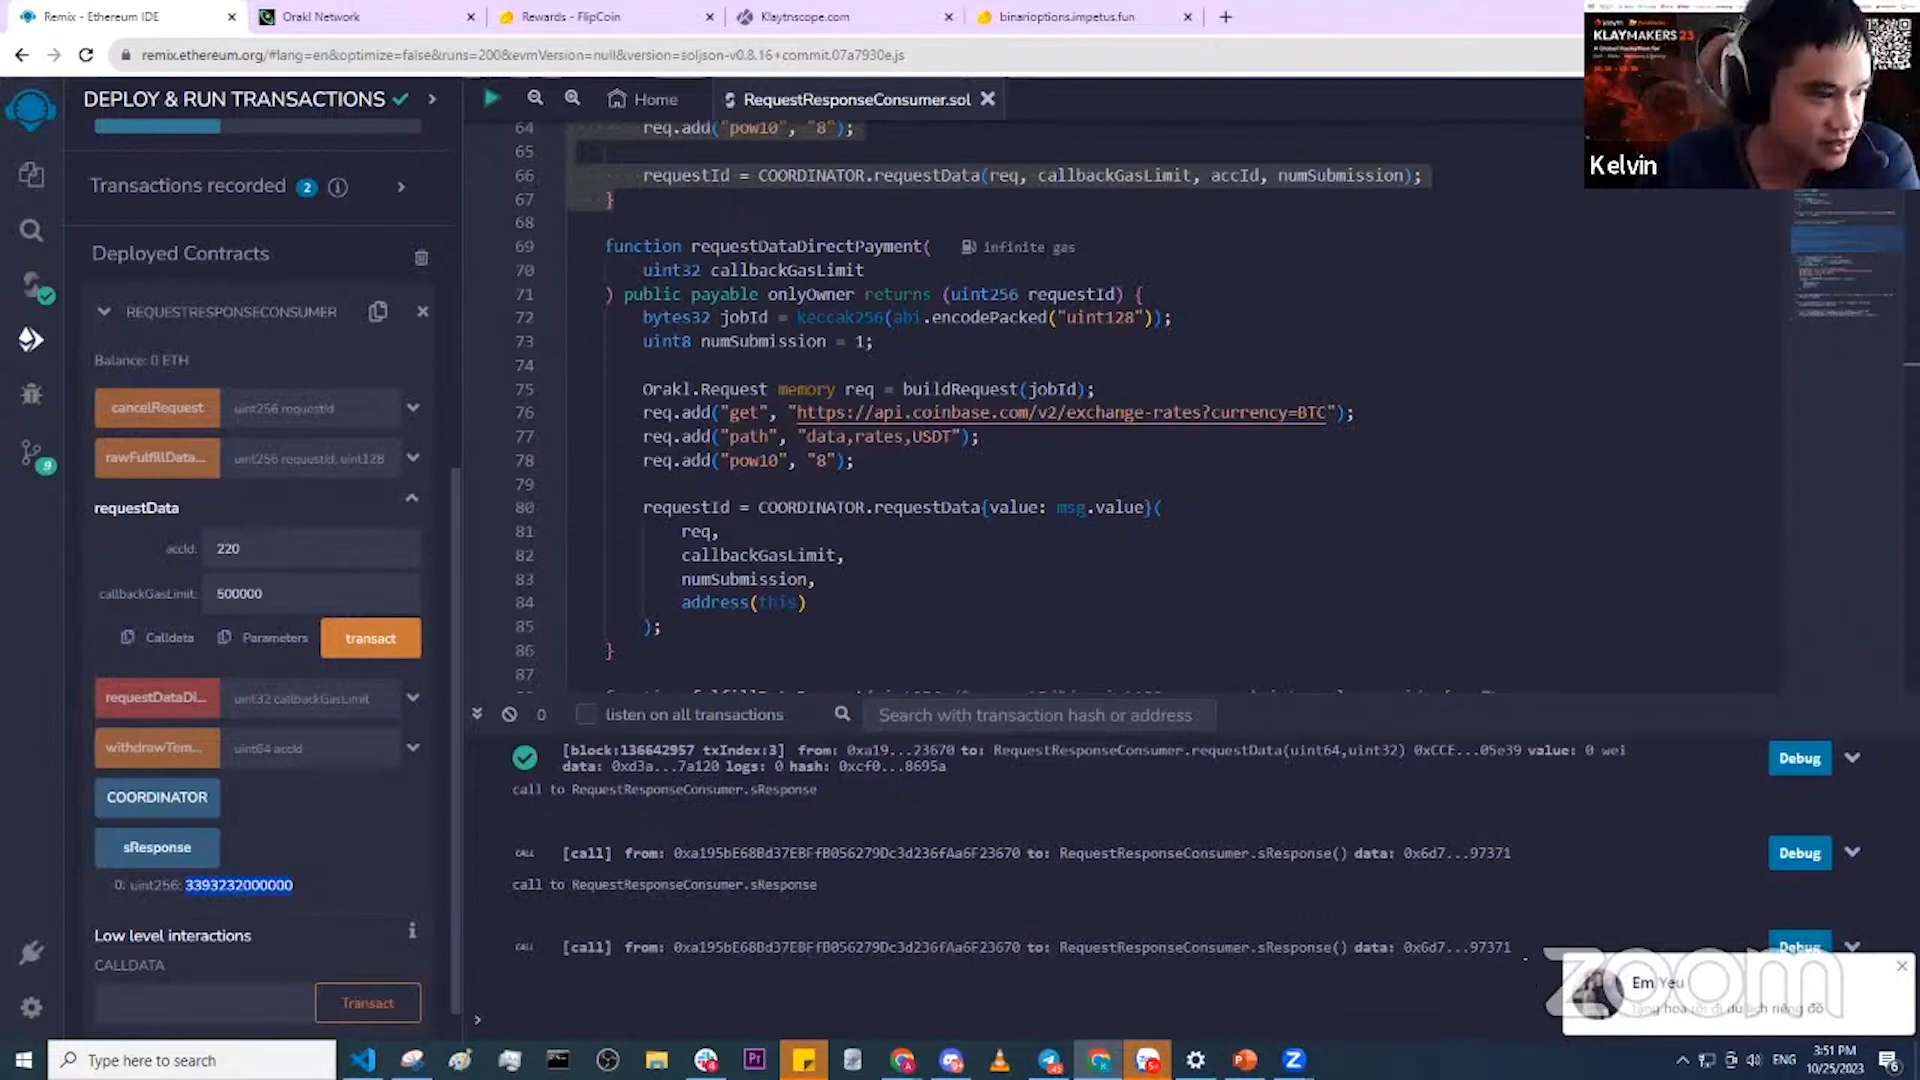 Remix - Ethereum IDE
Orakl Network
Rewards - FlipCoin
Klaytnscope.com
binarioptions.impetus.fun
remix.ethereum.org/#lang=en&optimize=false&runs=200&evmVersion=null&version=soljson-v0.8.16+commit.07a7930e.js
KLAYMAKERS 23
Kelvin
DEPLOY & RUN TRANSACTIONS
Transactions recorded 2
Deployed Contracts
REQUESTRESPONSECONSUMER
Balance: 0 ETH
cancelRequest uint256 requestId
rawFulfillData... uint256 requestId, uint128
requestData
accId: 220
callbackGasLimit: 500000
Calldata Parameters transact
requestDataDi... uint32 callbackGasLimit
withdrawTem... uint64 accId
COORDINATOR
sResponse
0: uint256: 3393232000000
Low level interactions
CALLDATA
Transact
9
Home
RequestResponseConsumer.sol
64 req.add("pow10", "8");
65
66 requestId = COORDINATOR.requestData(req, callbackGasLimit, accId, numSubmission);
67 }
68
69 function requestDataDirectPayment( infinite gas
70 uint32 callbackGasLimit
71 ) public payable onlyOwner returns (uint256 requestId) {
72 bytes32 jobId = keccak256(abi.encodePacked("uint128"));
73 uint8 numSubmission = 1;
74
75 Orakl.Request memory req = buildRequest(jobId);
76 req.add("get", "https://api.coinbase.com/v2/exchange-rates?currency=BTC");
77 req.add("path", "data,rates,USDT");
78 req.add("pow10", "8");
79
80 requestId = COORDINATOR.requestData{value: msg.value}(
81 req,
82 callbackGasLimit,
83 numSubmission,
84 address(this)
85 );
86 }
87
0 listen on all transactions Search with transaction hash or address
[block:136642957 txIndex:3] from: 0xa19...23670 to: RequestResponseConsumer.requestData(uint64,uint32) 0xCCE...05e39 value: 0 wei
data: 0xd3a...7a120 logs: 0 hash: 0xcf0...8695a
Debug
call to RequestResponseConsumer.sResponse
CALL [call] from: 0xa195bE68Bd37EBFfB056279Dc3d236fAa6F23670 to: RequestResponseConsumer.sResponse() data: 0x6d7...97371
Debug
call to RequestResponseConsumer.sResponse
CALL [call] from: 0xa195bE68Bd37EBFfB056279Dc3d236fAa6F23670 to: RequestResponseConsumer.sResponse() data: 0x6d7...97371
Debug
>
zoom
Em Yeu
tặng hoa rồi đi du lịch riêng đồ
Type here to search
ENG
3:51 PM
10/25/2023